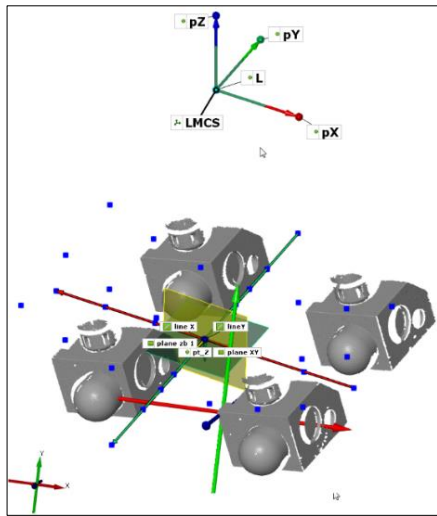 pZ
pY
L
LMCS
pX
line X
lineY
plane zb 1
pt_Z
plane XY
Y
X